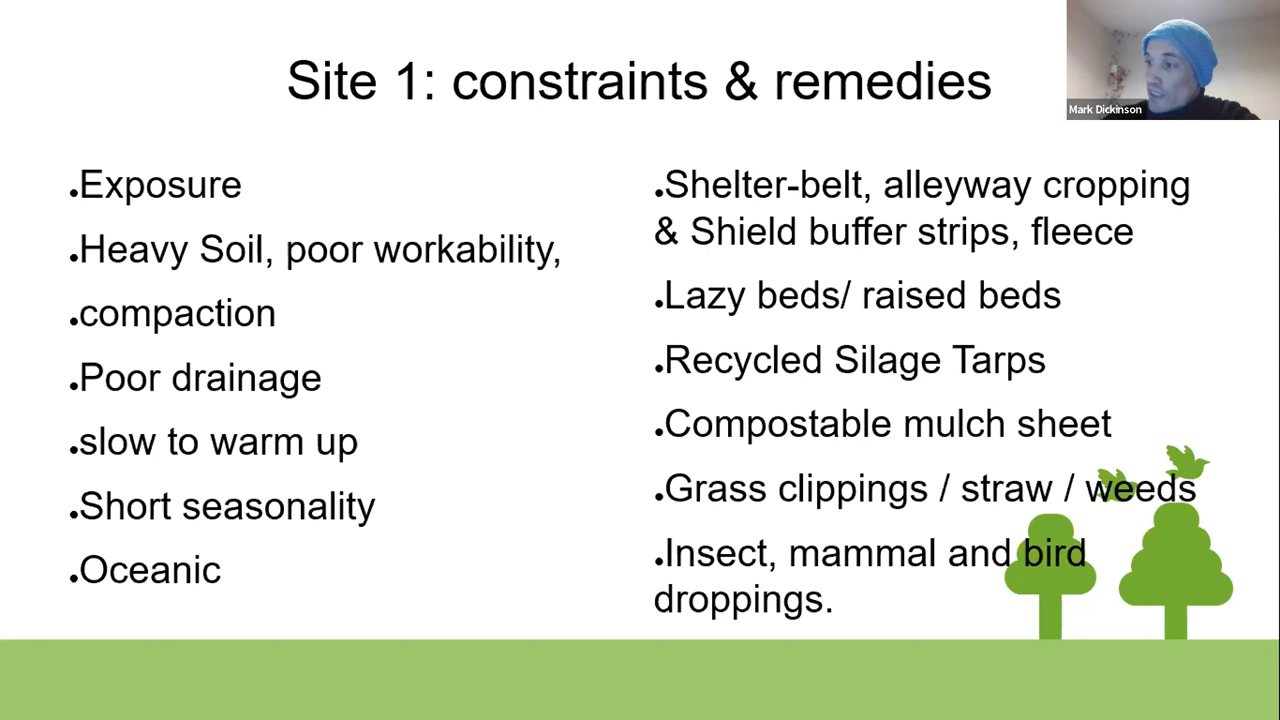 Site 1: constraints & remedies
Mark Dickinson
.Exposure
.Heavy Soil, poor workability,
.compaction
.Poor drainage
.slow to warm up
.Short seasonality
.Oceanic
.Shelter-belt, alleyway cropping
& Shield buffer strips, fleece
.Lazy beds/ raised beds
.Recycled Silage Tarps
.Compostable mulch sheet
.Grass clippings / straw / weeds
.Insect, mammal and bird
droppings.